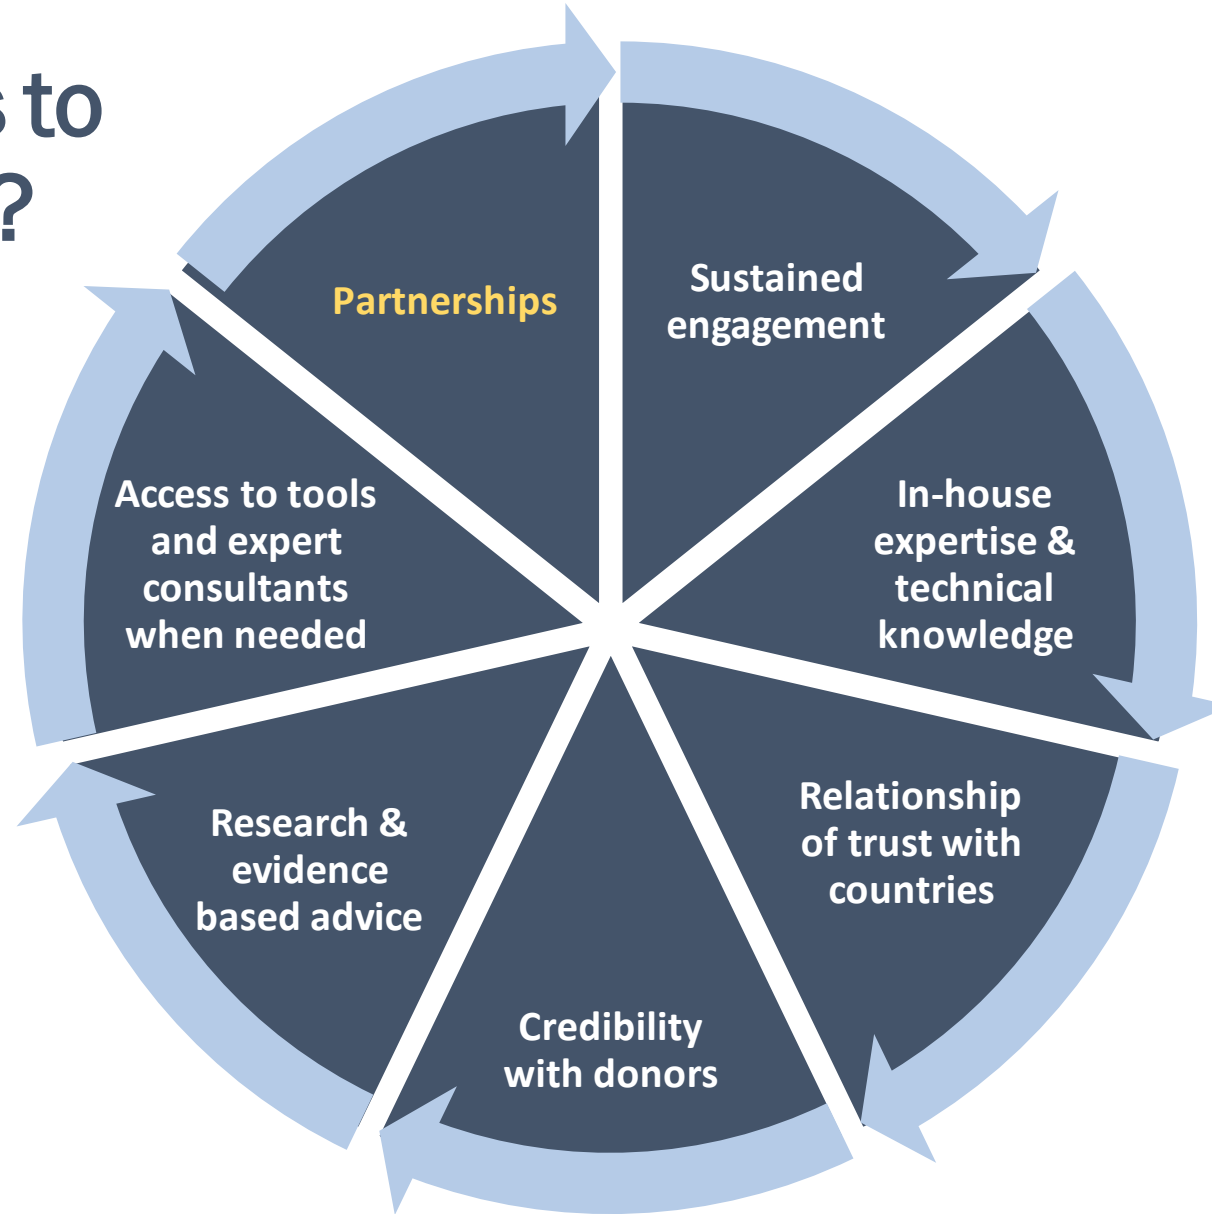 s to
?
Partnerships
Sustained
engagement
In-house
expertise &
technical
knowledge
Relationship
of trust with
countries
Credibility
with donors
Research &
evidence
based advice
Access to tools
and expert
consultants
when needed